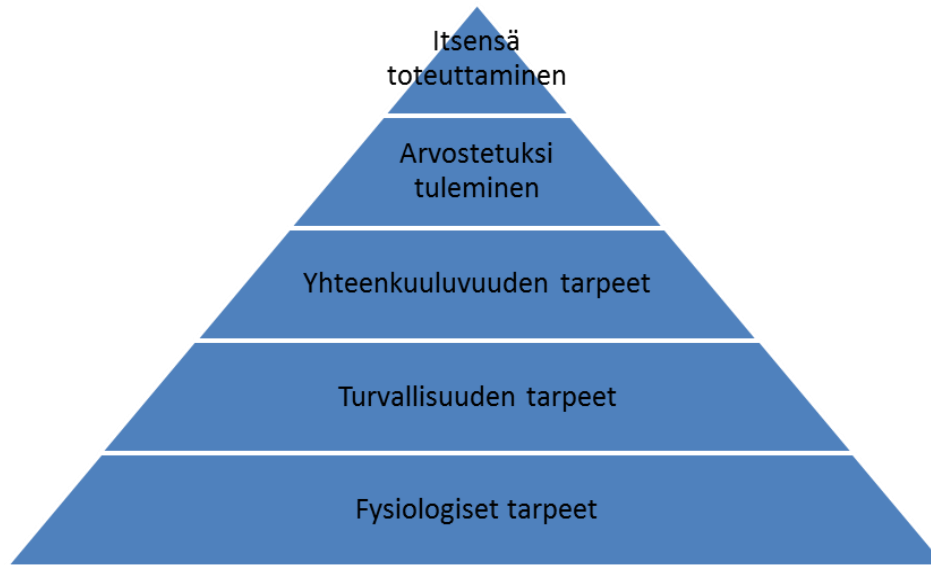 Itsensä
toteuttaminen
Arvostetuksi
tuleminen
Yhteenkuuluvuuden tarpeet
Turvallisuuden tarpeet
Fysiologiset tarpeet